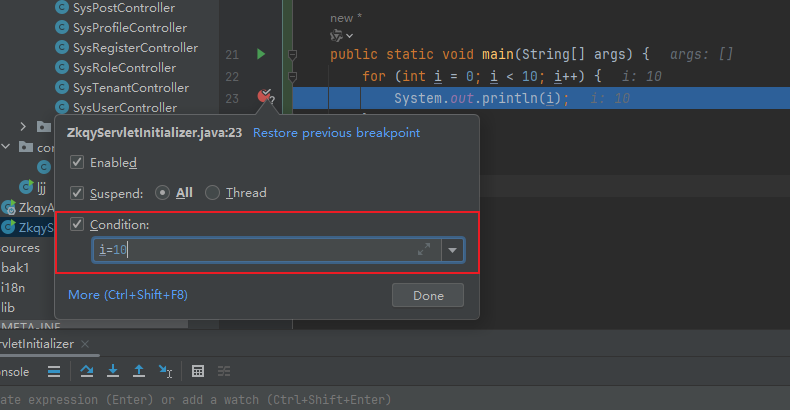 SysPostController
SysProfileController
SysRegisterController
SysRoleController
SysTenantController
SysUserController
con
ljj
ZkqyA
ZkqyS
sources
bak1
i18n
lib
META-INF
new *
21 public static void main(String[] args) { args: []
22 for (int i = 0; i < 10; i++) { i: 10
23 System.out.println(i); i: 10
ZkqyServletInitializer.java:23 Restore previous breakpoint
Enabled
Suspend: All Thread
Condition:
i=10
More (Ctrl+Shift+F8) Done
rvletInitializer
onsole
ate expression (Enter) or add a watch (Ctrl+Shift+Enter)